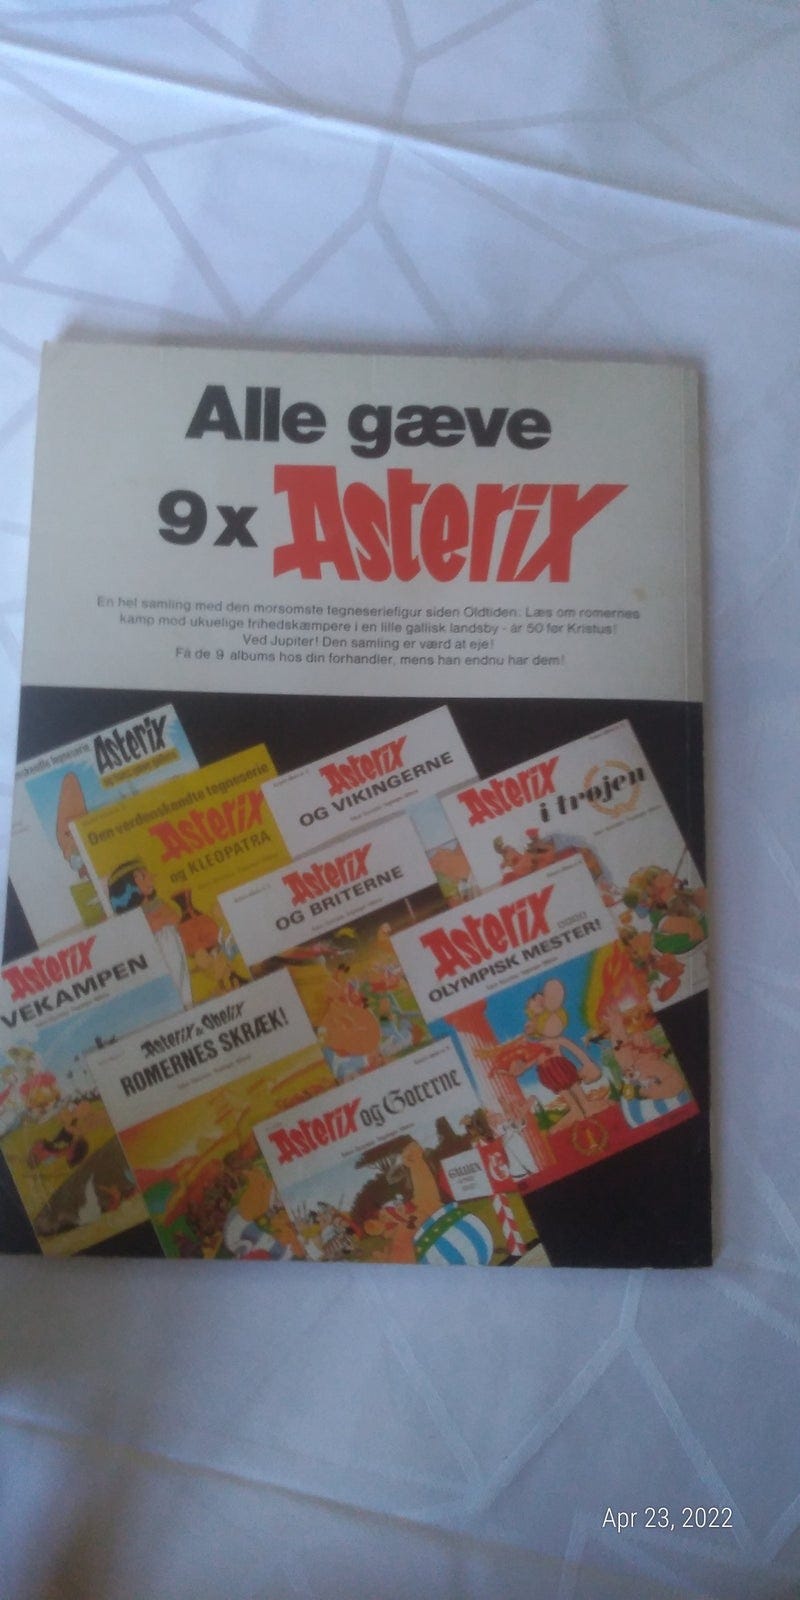 Alle gæve
9x Asterix
En hel samling med den morsomste tegneseriefigur siden Oldtiden: Læs om romernes
kamp mod ukuelige frihedskæmpere i en lille gallisk landsby - år 50 før Kristus!
Ved Jupiter! Den samling er værd at eje!
Få de 9 albums hos din forhandler, mens han endnu har dem!
tegneserie Asterix
Den verdenskendte tegneserie
Asterix
og KLEOPATRA
Asterix
OG VIKINGERNE
Asterix
i trøjen
Asterix
OG BRITERNE
Asterix
OLYMPISK MESTER!
Asterix
VEKAMPEN
Asterix & Obelix
ROMERNES SKRÆK!
Asterix og Goterne
GALLIEN
Apr 23, 2022